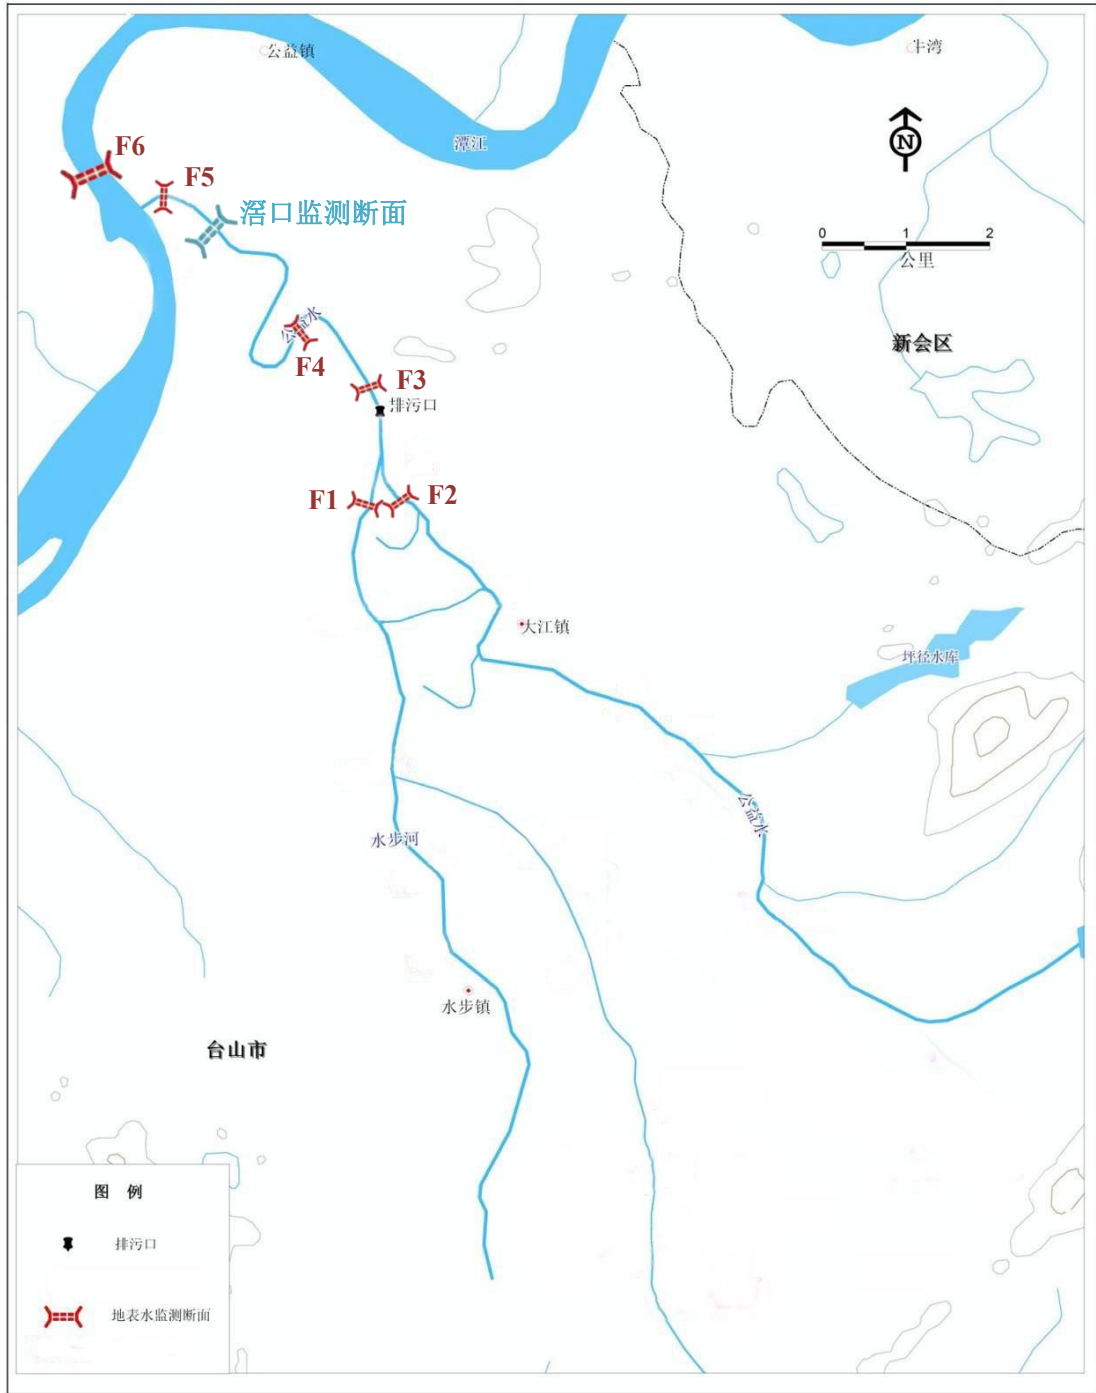 公益镇
牛湾
潭江
N
F6
F5
滘口监测断面
0 1 2
公里
公益水
新会区
F4
F3
排污口
F1
F2
大江镇
坪径水库
公益水
水步河
水步镇
台山市
图 例
排污口
地表水监测断面